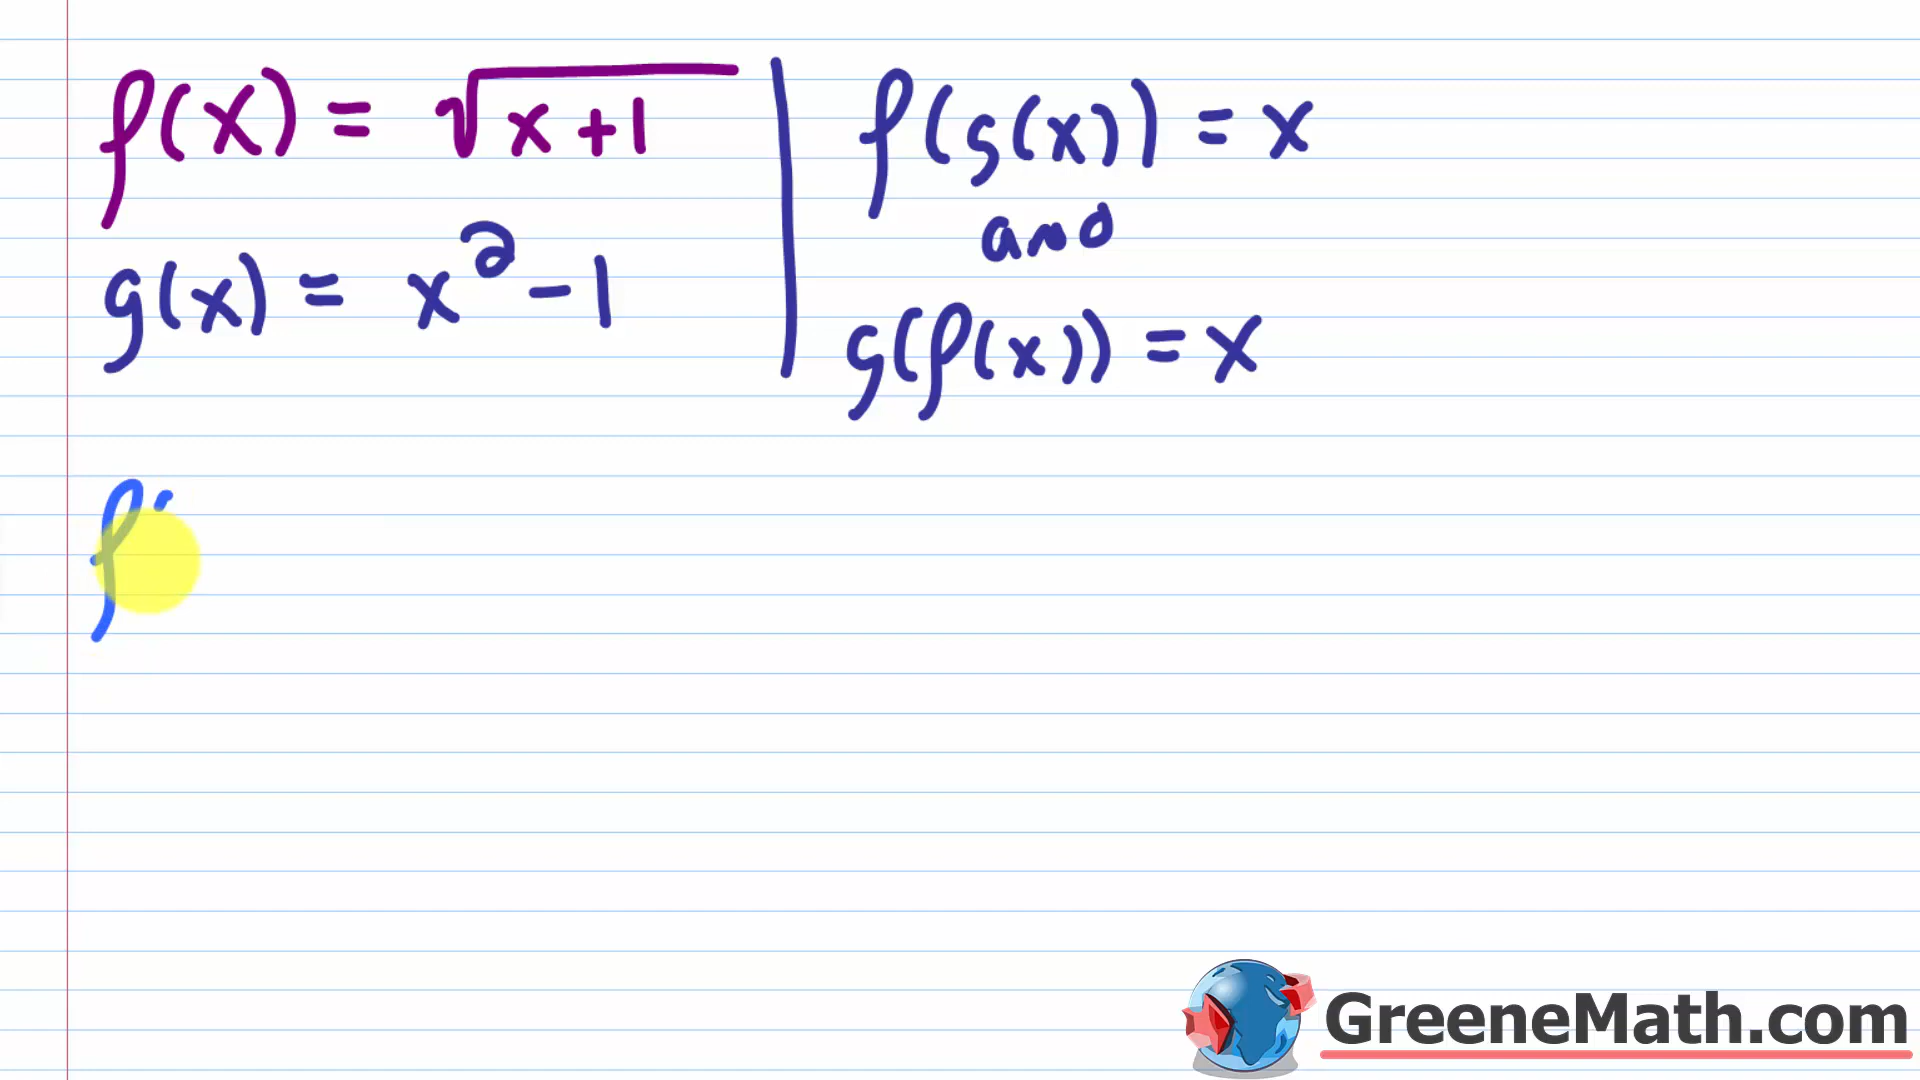 f(x) = √x+1
g(x) = x² - 1
f(g(x)) = x
and
g(f(x)) = x
f
GreeneMath.com